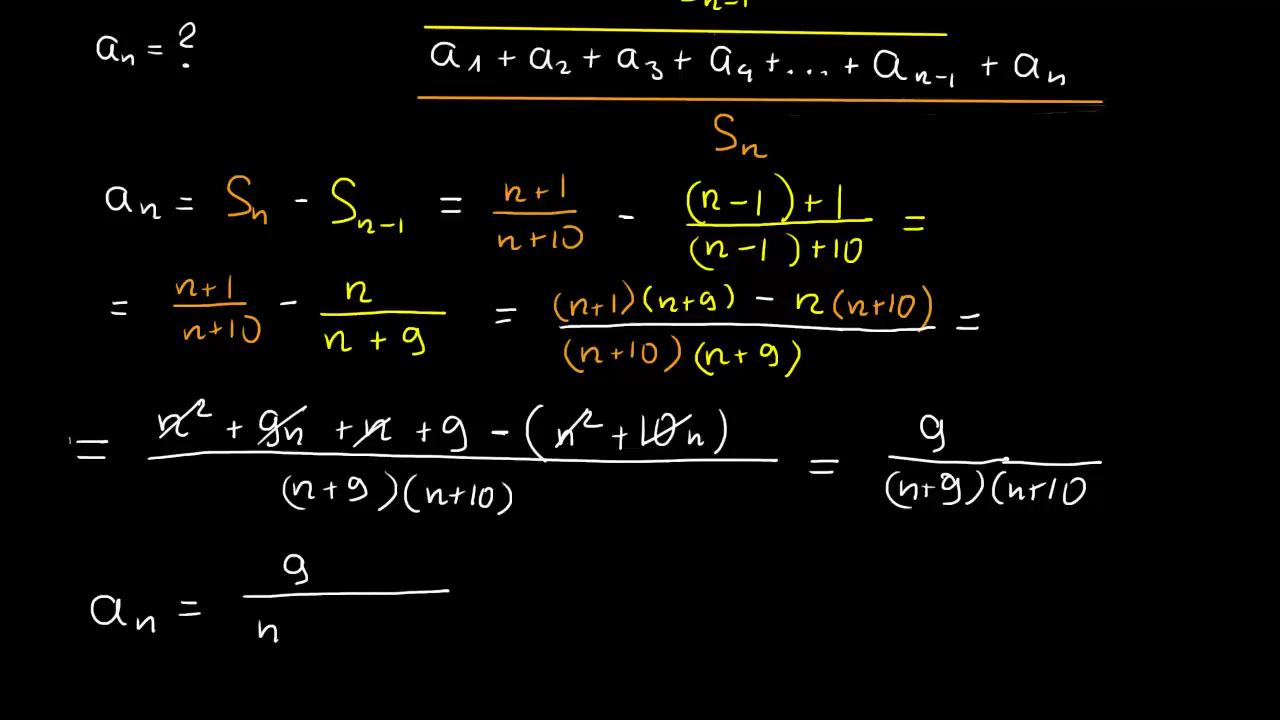 n-1
aₙ = ?
a₁ + a₂ + a₃ + a₄ + ... + aₙ₋₁ + aₙ
Sₙ
aₙ = Sₙ - Sₙ₋₁ = (n+1)/(n+10) - ((n-1)+1)/((n-1)+10) =
= (n+1)/(n+10) - n/(n+9) = ((n+1)(n+9) - n(n+10))/((n+10)(n+9)) =
= (n² + 9n + n + 9 - (n² + 10n))/((n+9)(n+10)) = 9/((n+9)(n+10
aₙ = 9/n